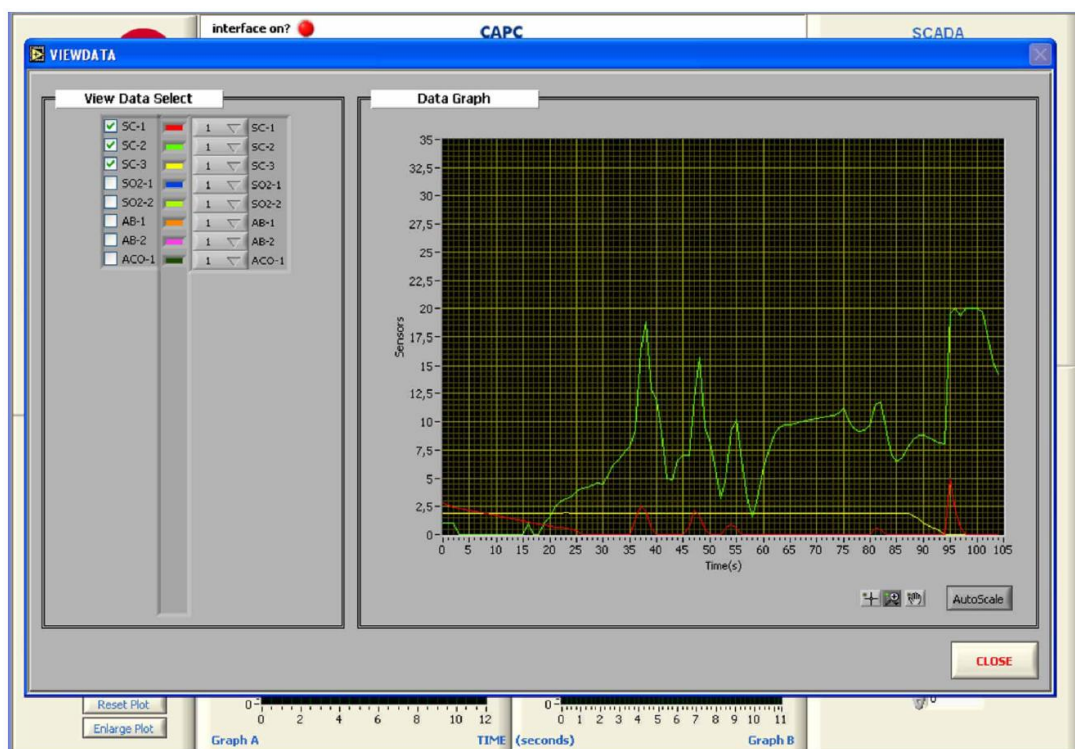 interface on?
CAPC
SCADA
VIEWDATA
View Data Select
SC-1 1 SC-1
SC-2 1 SC-2
SC-3 1 SC-3
SO2-1 1 SO2-1
SO2-2 1 SO2-2
AB-1 1 AB-1
AB-2 1 AB-2
ACO-1 1 ACO-1
Data Graph
35
32,5
30
27,5
25
22,5
20
17,5
15
12,5
10
7,5
5
2,5
0
Sensors
0 5 10 15 20 25 30 35 40 45 50 55 60 65 70 75 80 85 90 95 100 105
Time(s)
AutoScale
CLOSE
Reset Plot
Enlarge Plot
0
0 2 4 6 8 10 12
Graph A TIME
0
0 1 2 3 4 5 6 7 8 9 10 11
(seconds) Graph B
0